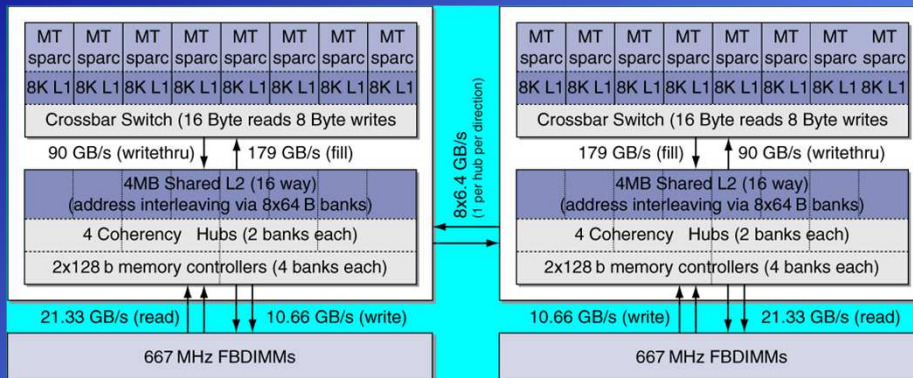 MT MT MT MT MT MT MT MT
sparc sparc sparc sparc sparc sparc sparc sparc
8K L1 8K L1 8K L1 8K L1 8K L1 8K L1 8K L1 8K L1
Crossbar Switch (16 Byte reads 8 Byte writes
90 GB/s (writethru) 179 GB/s (fill)
4MB Shared L2 (16 way)
(address interleaving via 8x64 B banks)
4 Coherency Hubs (2 banks each)
2x128 b memory controllers (4 banks each)
21.33 GB/s (read) 10.66 GB/s (write)
667 MHz FBDIMMs
8x6.4 GB/s
(1 per hub per direction)
MT MT MT MT MT MT MT MT
sparc sparc sparc sparc sparc sparc sparc sparc
8K L1 8K L1 8K L1 8K L1 8K L1 8K L1 8K L1 8K L1
Crossbar Switch (16 Byte reads 8 Byte writes
179 GB/s (fill) 90 GB/s (writethru)
4MB Shared L2 (16 way)
(address interleaving via 8x64 B banks)
4 Coherency Hubs (2 banks each)
2x128 b memory controllers (4 banks each)
10.66 GB/s (write) 21.33 GB/s (read)
667 MHz FBDIMMs